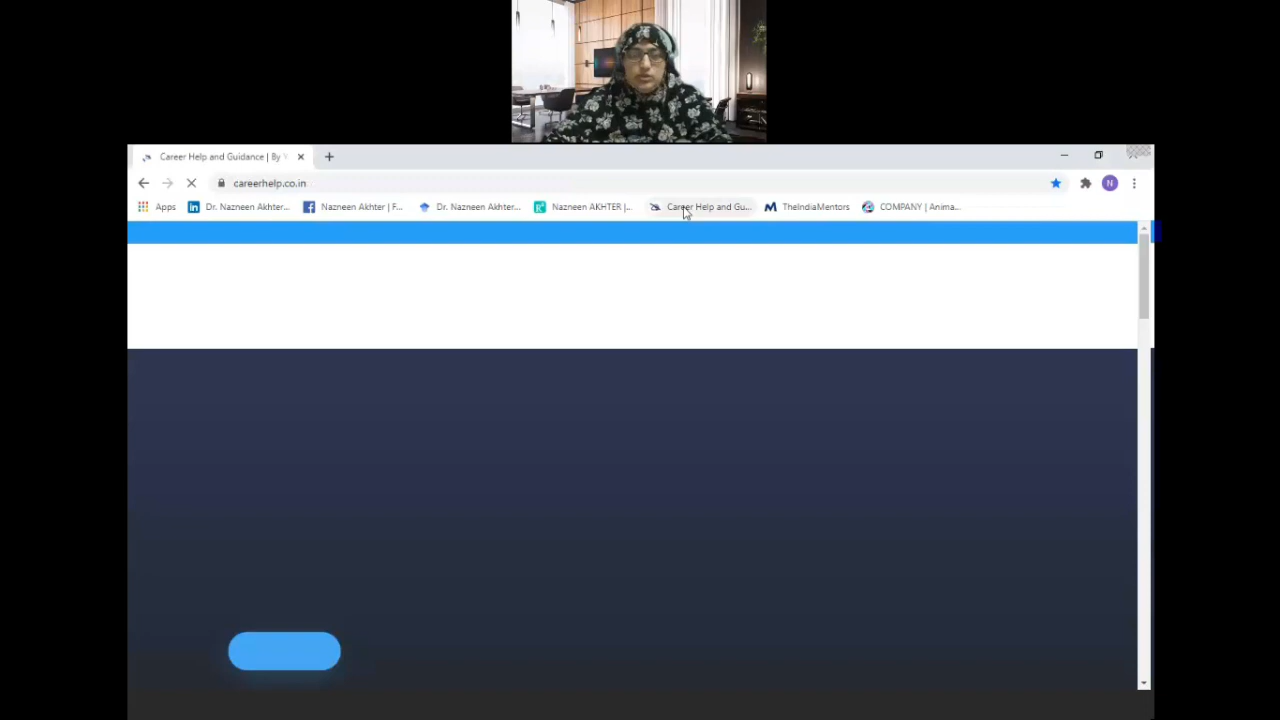 Career Help and Guidance | By
careerhelp.co.in
Apps Dr. Nazneen Akhter... Nazneen Akhter | F... Dr. Nazneen Akhter... Nazneen AKHTER |... Career Help and Gu... TheIndiaMentors COMPANY | Anima...
N